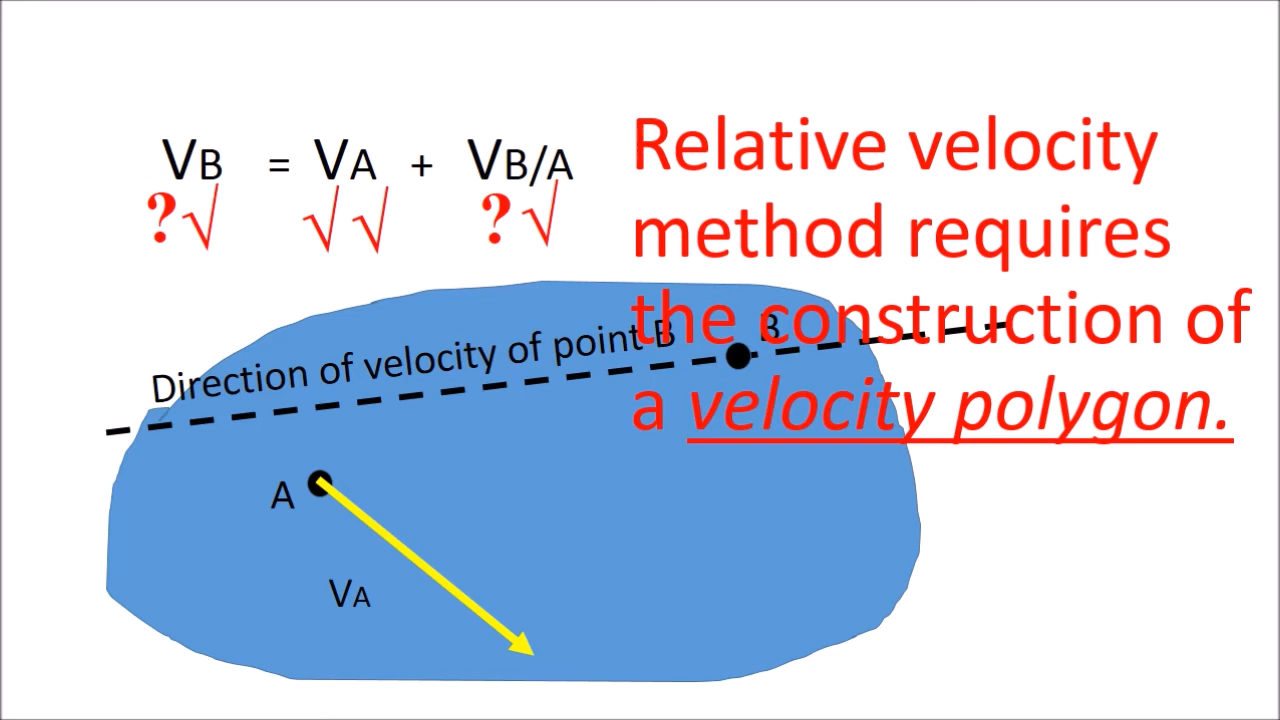 VB = VA + VB/A
?√ √√ ?√
Relative velocity
method requires
the construction of
a velocity polygon.
Direction of velocity of point B
B
A
VA